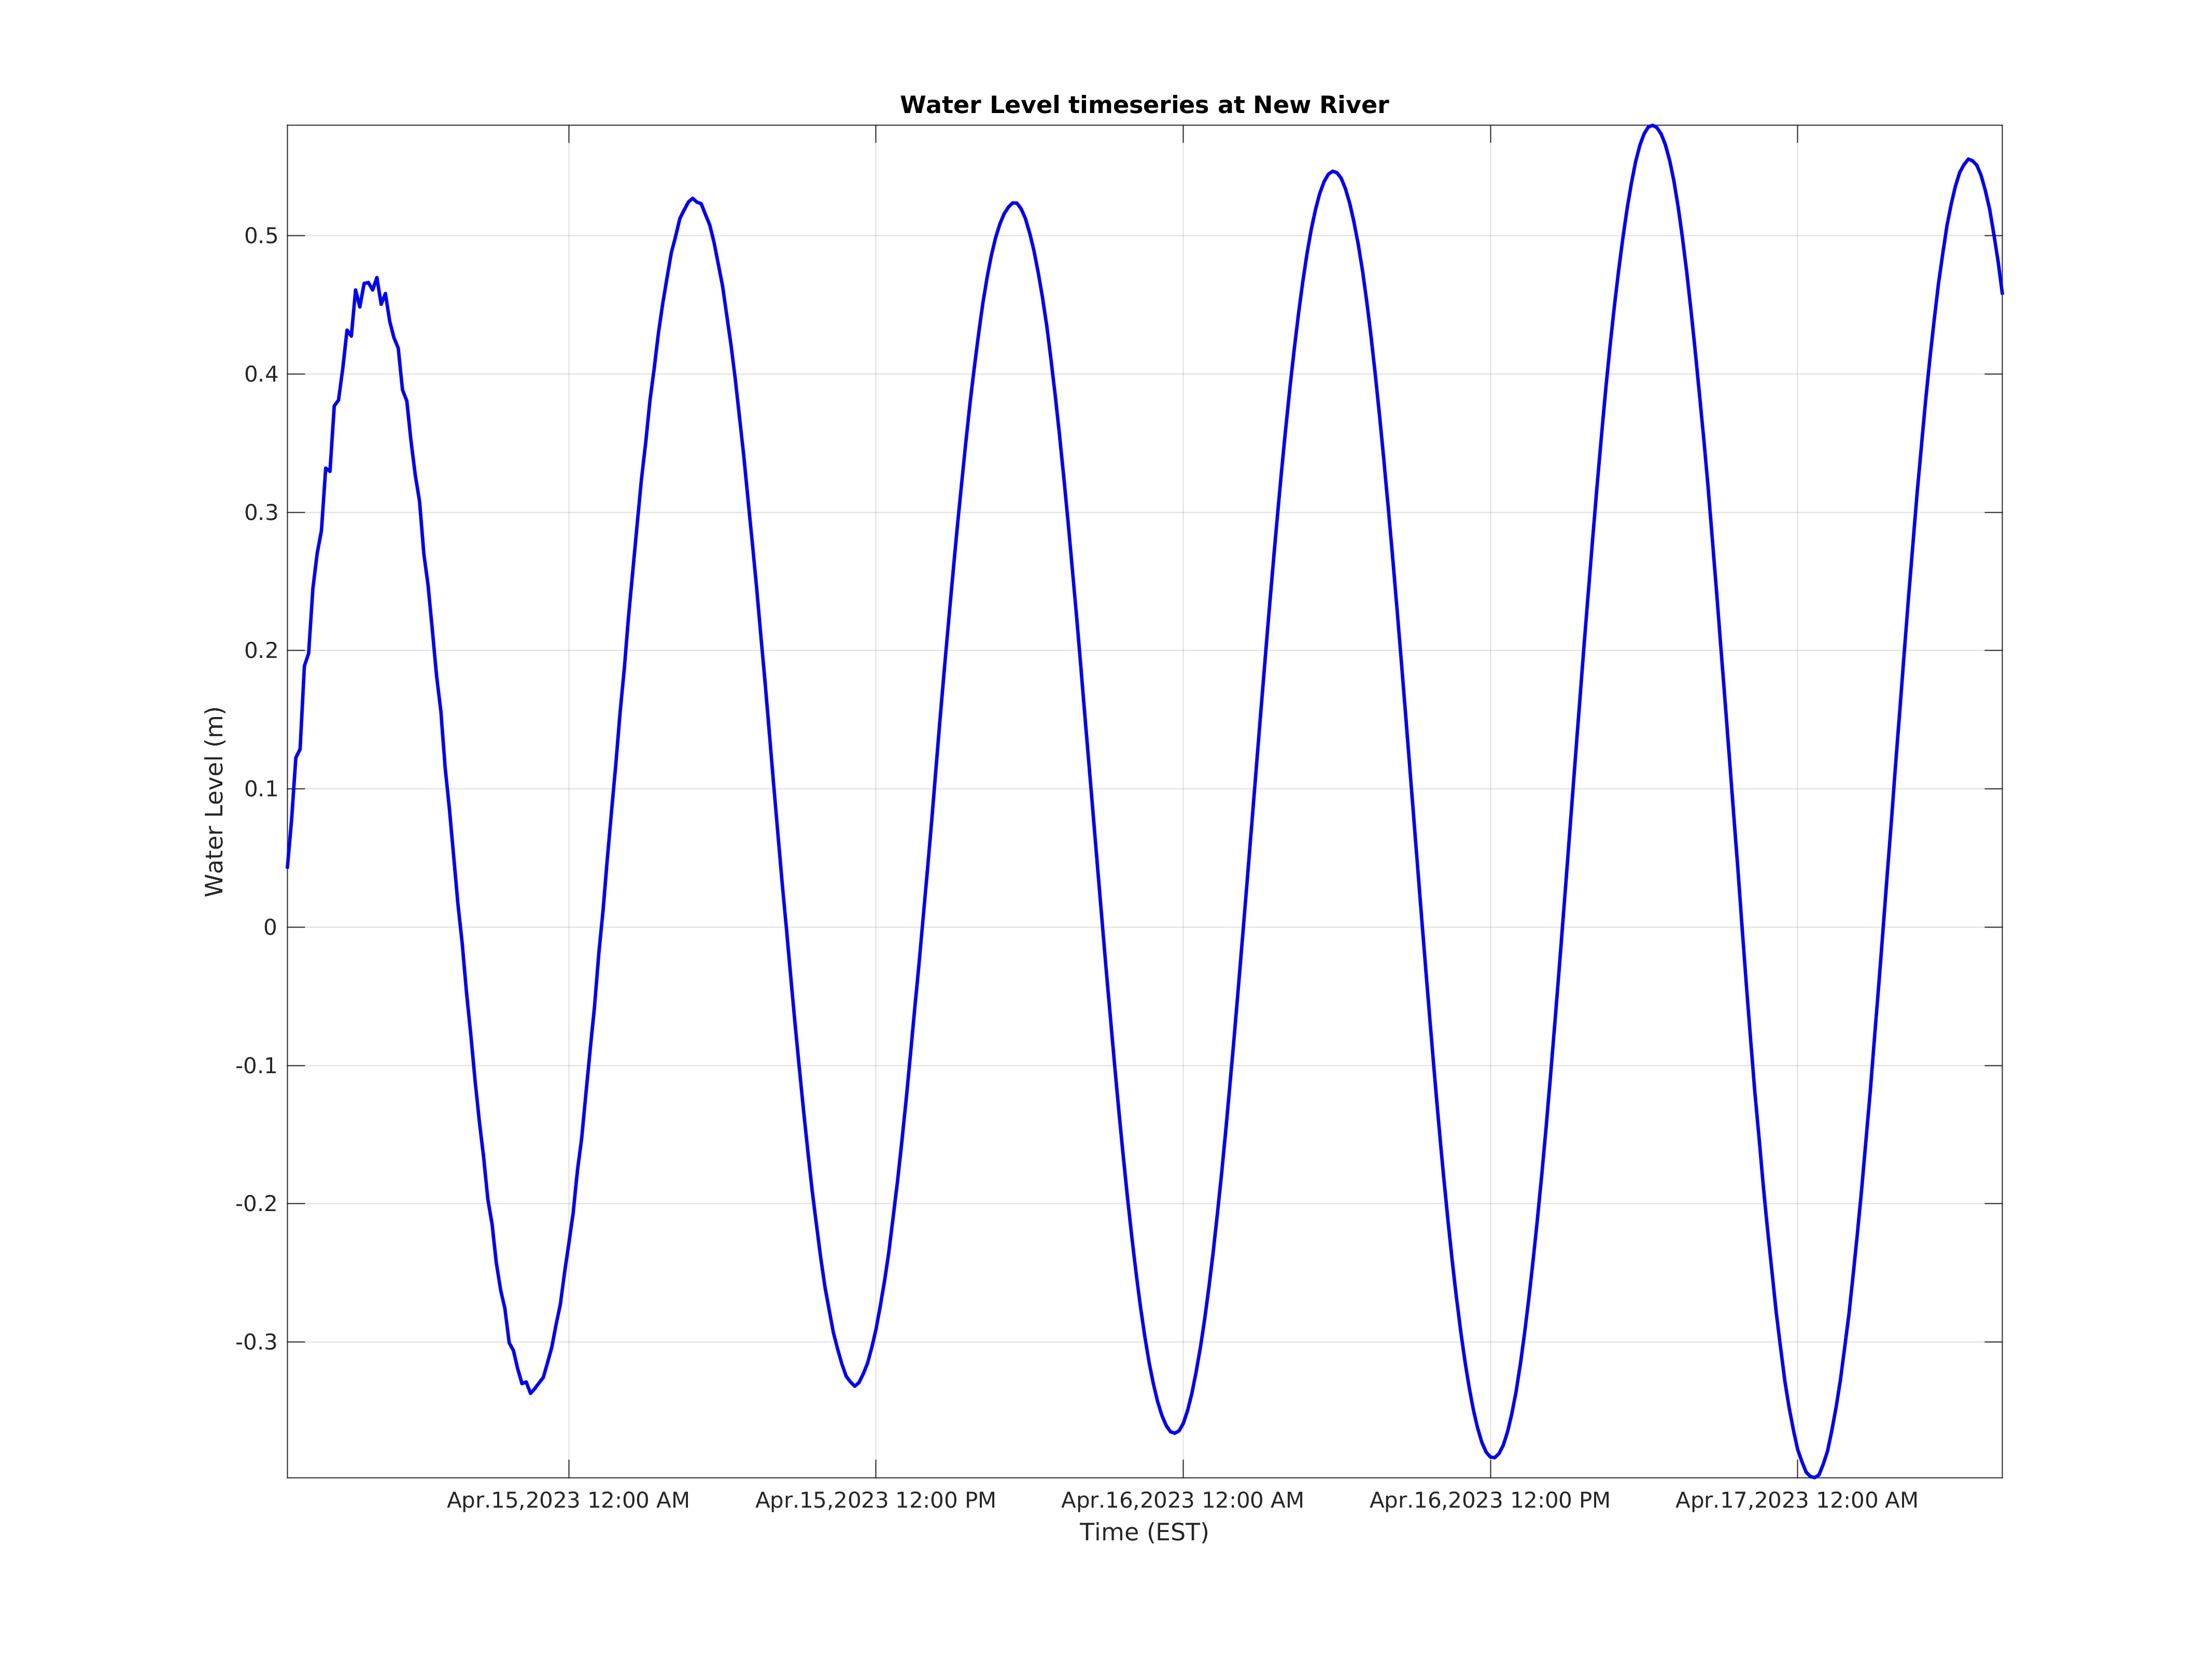 Water Level timeseries at New River
Water Level (m)
0.5
0.4
0.3
0.2
0.1
0
-0.1
-0.2
-0.3
Apr.15,2023 12:00 AM
Apr.15,2023 12:00 PM
Apr.16,2023 12:00 AM
Apr.16,2023 12:00 PM
Apr.17,2023 12:00 AM
Time (EST)